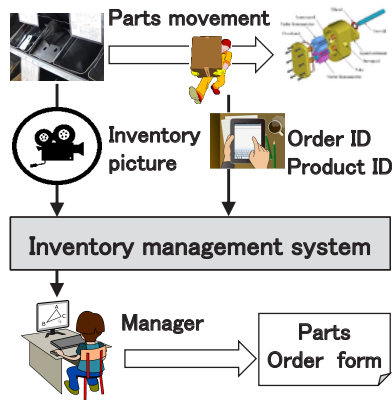 Parts movement
Inventory
picture
Order ID
Product ID
Inventory management system
Manager
Parts
Order form